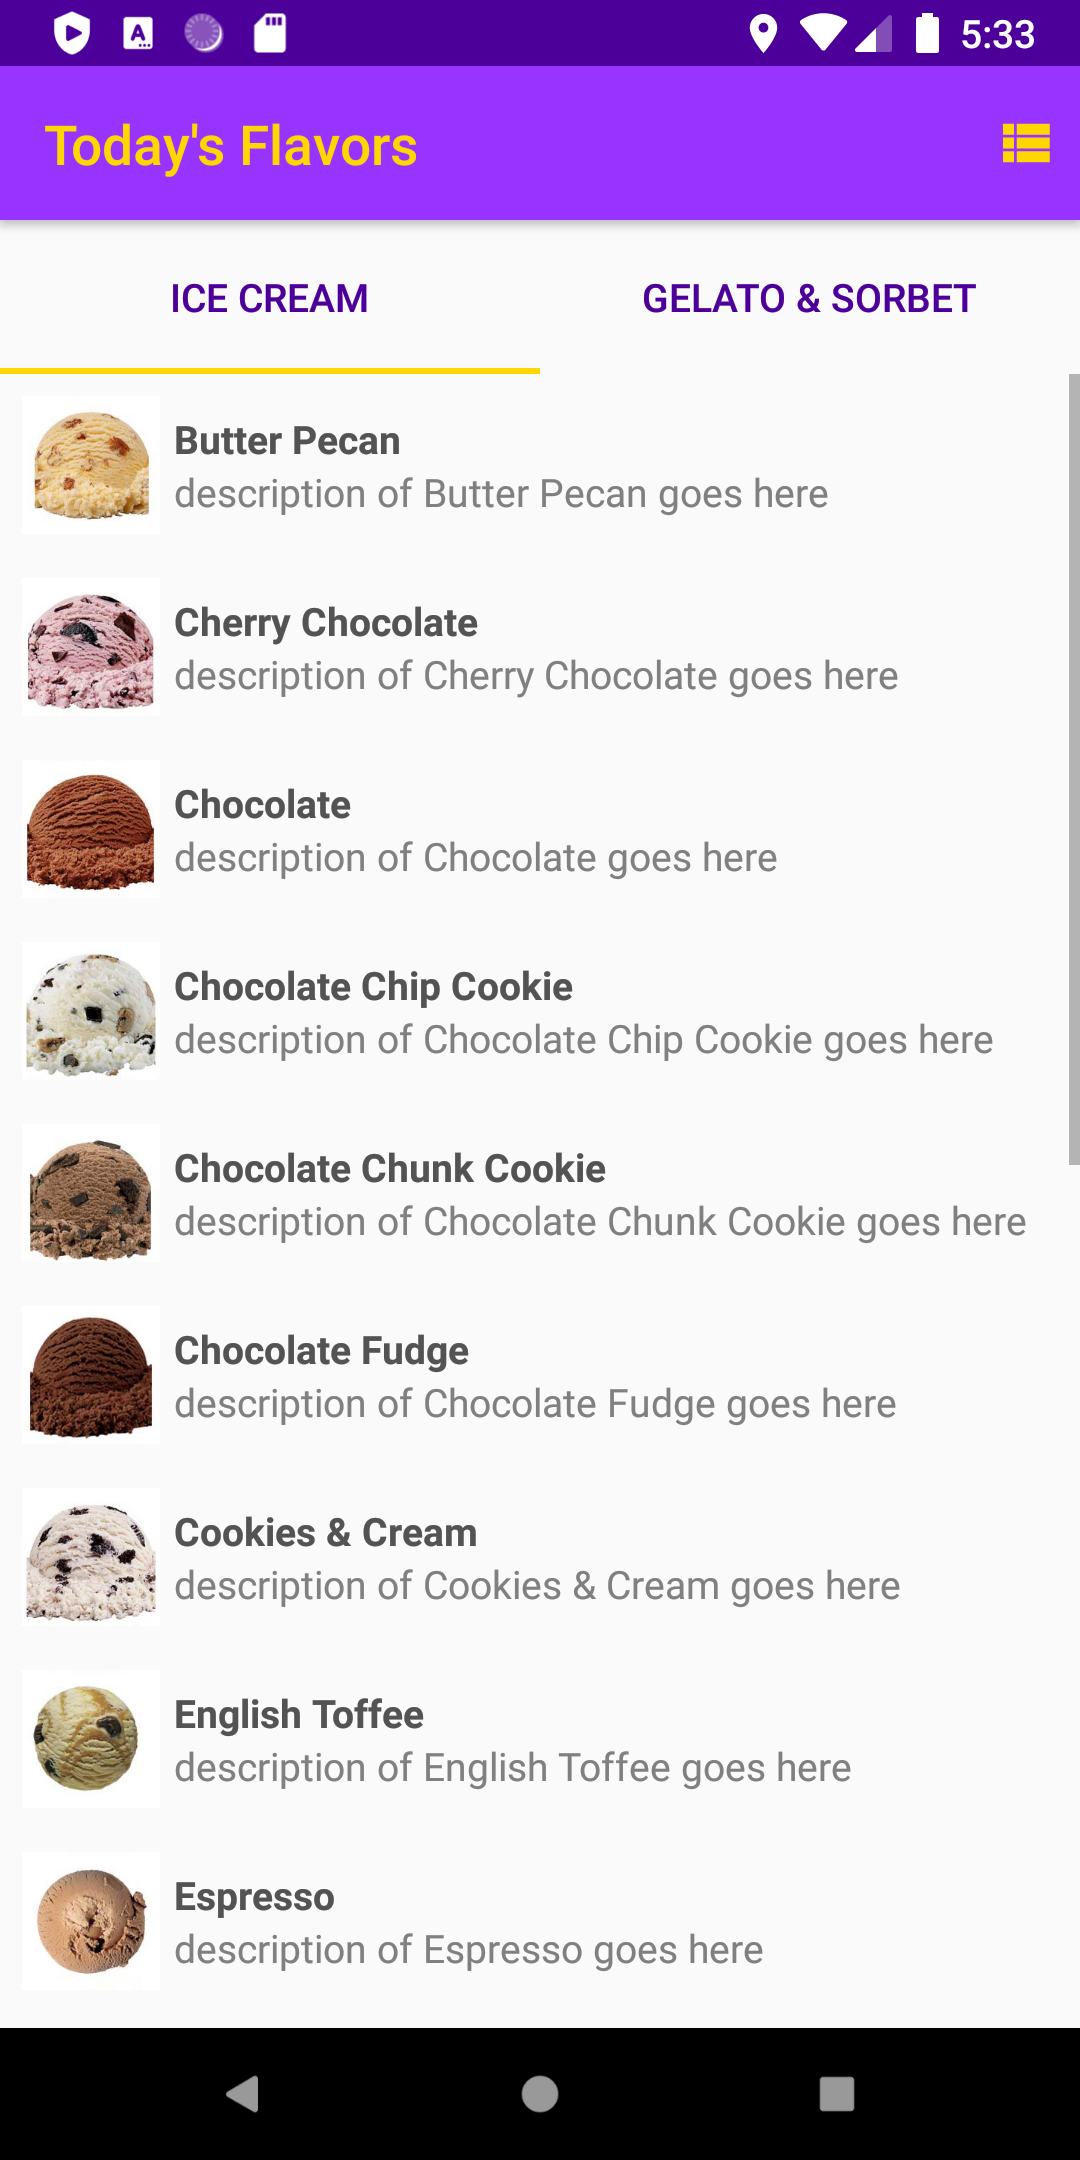 5:33
Today's Flavors
ICE CREAM
GELATO & SORBET
Butter Pecan
description of Butter Pecan goes here
Cherry Chocolate
description of Cherry Chocolate goes here
Chocolate
description of Chocolate goes here
Chocolate Chip Cookie
description of Chocolate Chip Cookie goes here
Chocolate Chunk Cookie
description of Chocolate Chunk Cookie goes here
Chocolate Fudge
description of Chocolate Fudge goes here
Cookies & Cream
description of Cookies & Cream goes here
English Toffee
description of English Toffee goes here
Espresso
description of Espresso goes here